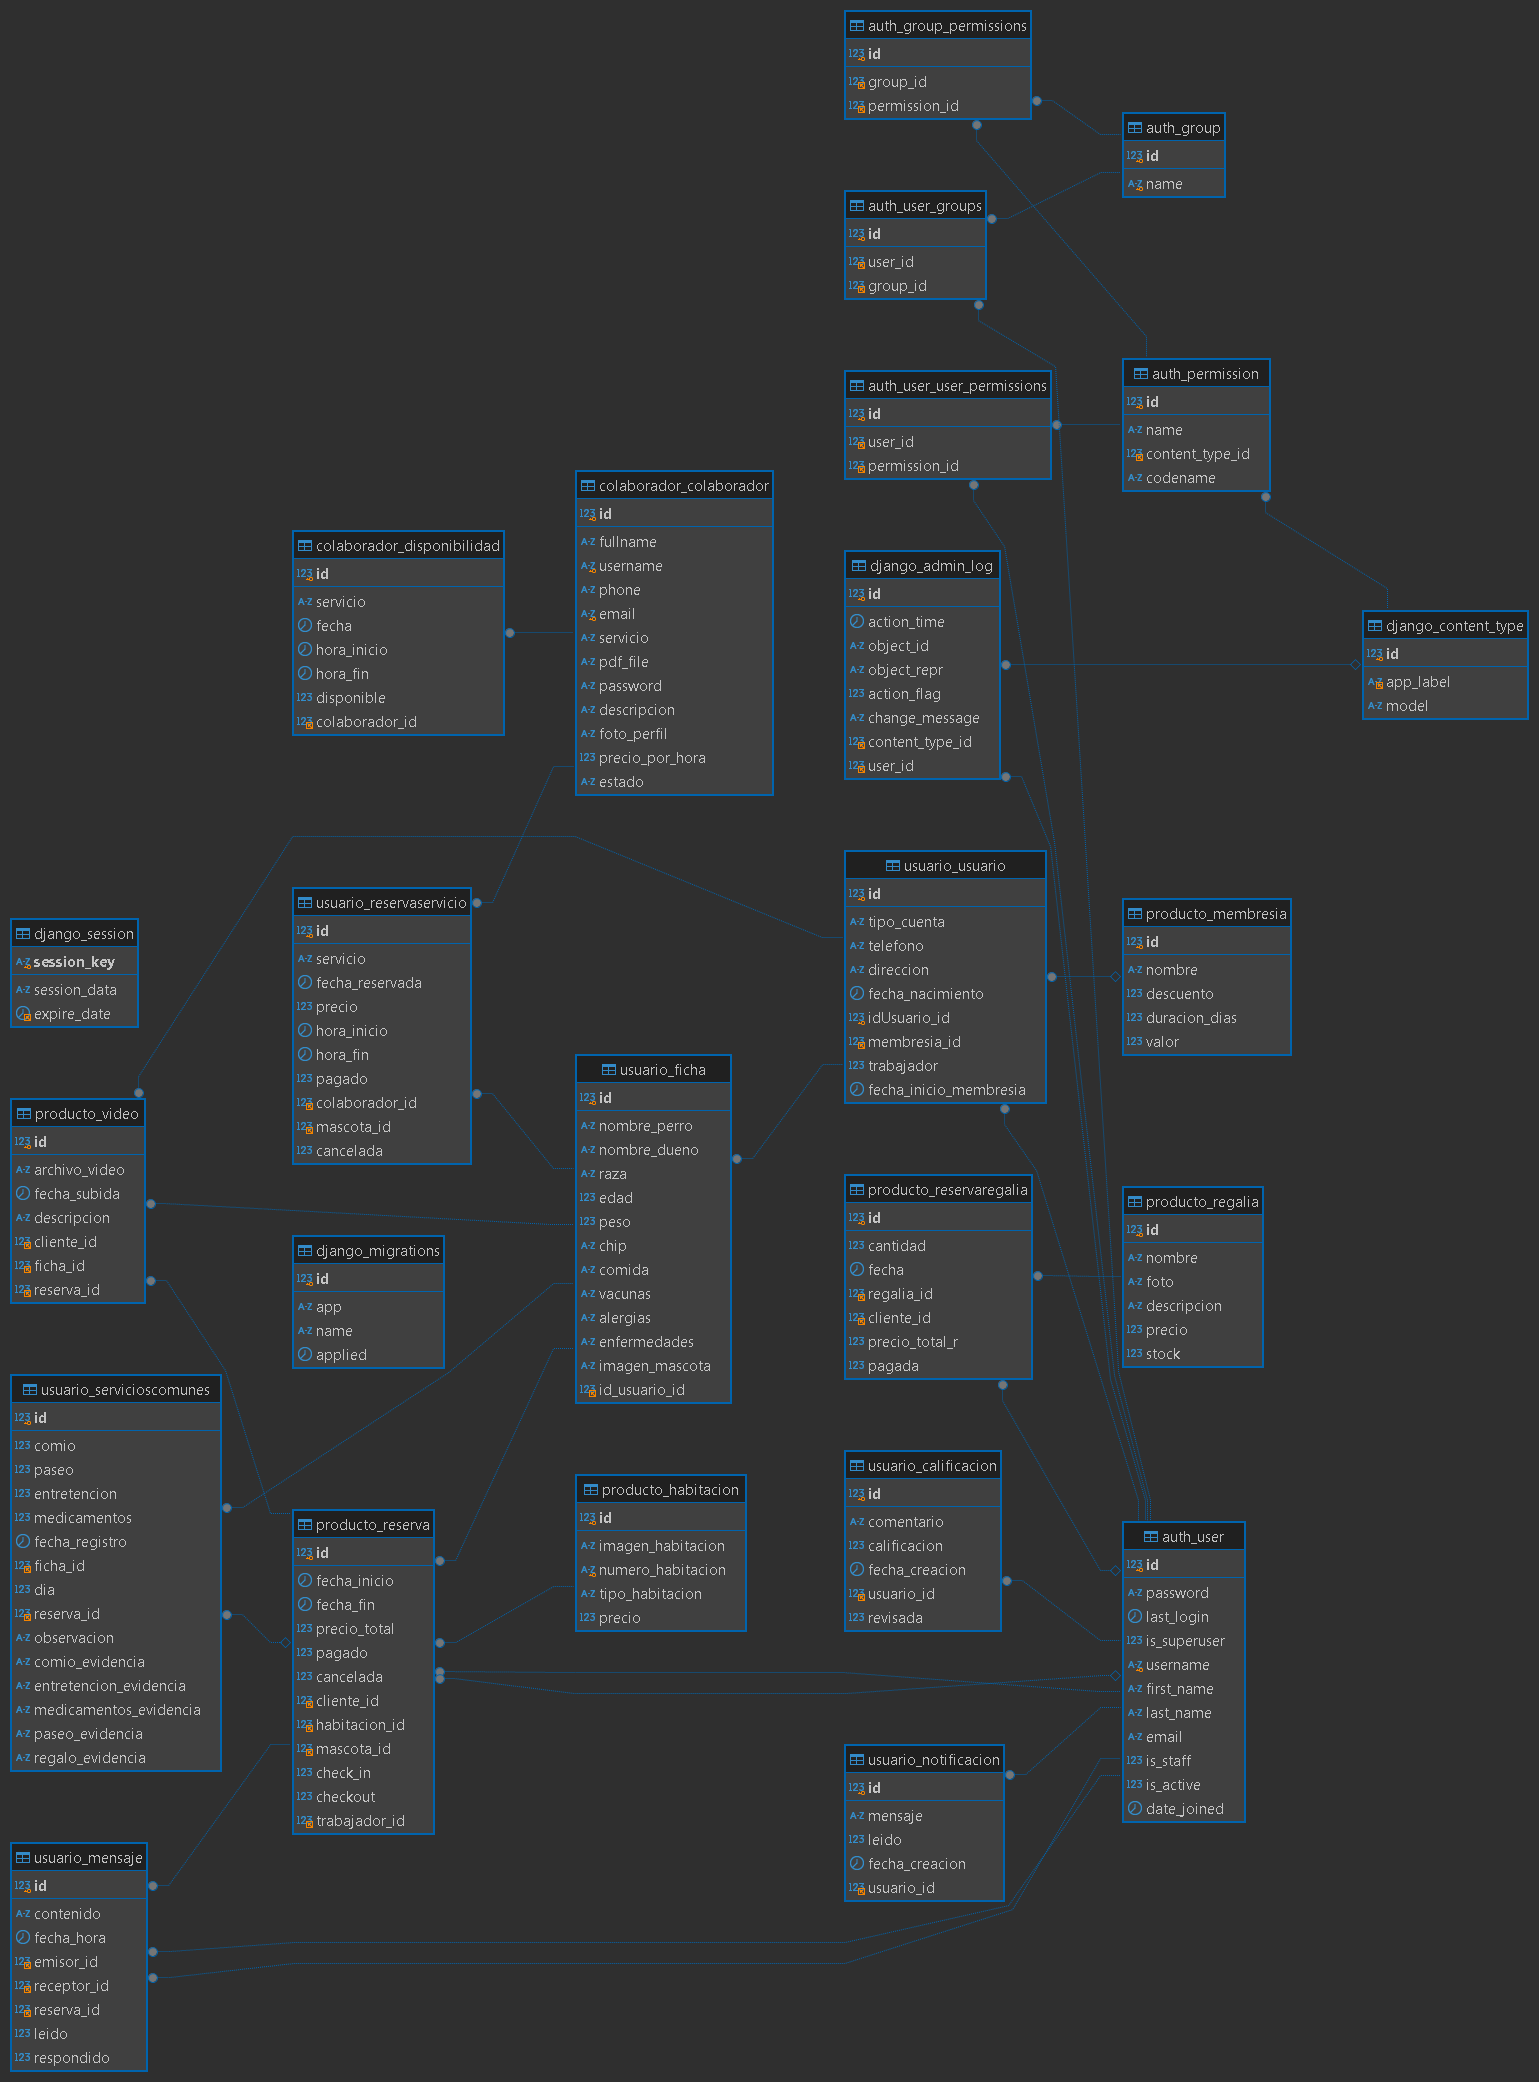 auth_group_permissions
id
group_id
permission_id
auth_group
id
name
auth_user_groups
id
user_id
group_id
auth_user_user_permissions
id
user_id
permission_id
auth_permission
id
name
content_type_id
codename
colaborador_colaborador
id
fullname
username
phone
email
servicio
pdf_file
password
descripcion
foto_perfil
precio_por_hora
estado
colaborador_disponibilidad
id
servicio
fecha
hora_inicio
hora_fin
disponible
colaborador_id
django_admin_log
id
action_time
object_id
object_repr
action_flag
change_message
content_type_id
user_id
django_content_type
id
app_label
model
usuario_usuario
id
tipo_cuenta
telefono
direccion
fecha_nacimiento
idUsuario_id
membresia_id
trabajador
fecha_inicio_membresia
producto_membresia
id
nombre
descuento
duracion_dias
valor
usuario_reservaservicio
id
servicio
fecha_reservada
precio
hora_inicio
hora_fin
pagado
colaborador_id
mascota_id
cancelada
django_session
session_key
session_data
expire_date
usuario_ficha
id
nombre_perro
nombre_dueno
raza
edad
peso
chip
comida
vacunas
alergias
enfermedades
imagen_mascota
id_usuario_id
producto_video
id
archivo_video
fecha_subida
descripcion
cliente_id
ficha_id
reserva_id
producto_reservaregalia
id
cantidad
fecha
regalia_id
cliente_id
precio_total_r
pagada
producto_regalia
id
nombre
foto
descripcion
precio
stock
django_migrations
id
app
name
applied
usuario_servicioscomunes
id
comio
paseo
entretencion
medicamentos
fecha_registro
ficha_id
dia
reserva_id
observacion
comio_evidencia
entretencion_evidencia
medicamentos_evidencia
paseo_evidencia
regalo_evidencia
producto_reserva
id
fecha_inicio
fecha_fin
precio_total
pagado
cancelada
cliente_id
habitacion_id
mascota_id
check_in
checkout
trabajador_id
producto_habitacion
id
imagen_habitacion
numero_habitacion
tipo_habitacion
precio
usuario_calificacion
id
comentario
calificacion
fecha_creacion
usuario_id
revisada
auth_user
id
password
last_login
is_superuser
username
first_name
last_name
email
is_staff
is_active
date_joined
usuario_notificacion
id
mensaje
leido
fecha_creacion
usuario_id
usuario_mensaje
id
contenido
fecha_hora
emisor_id
receptor_id
reserva_id
leido
respondido